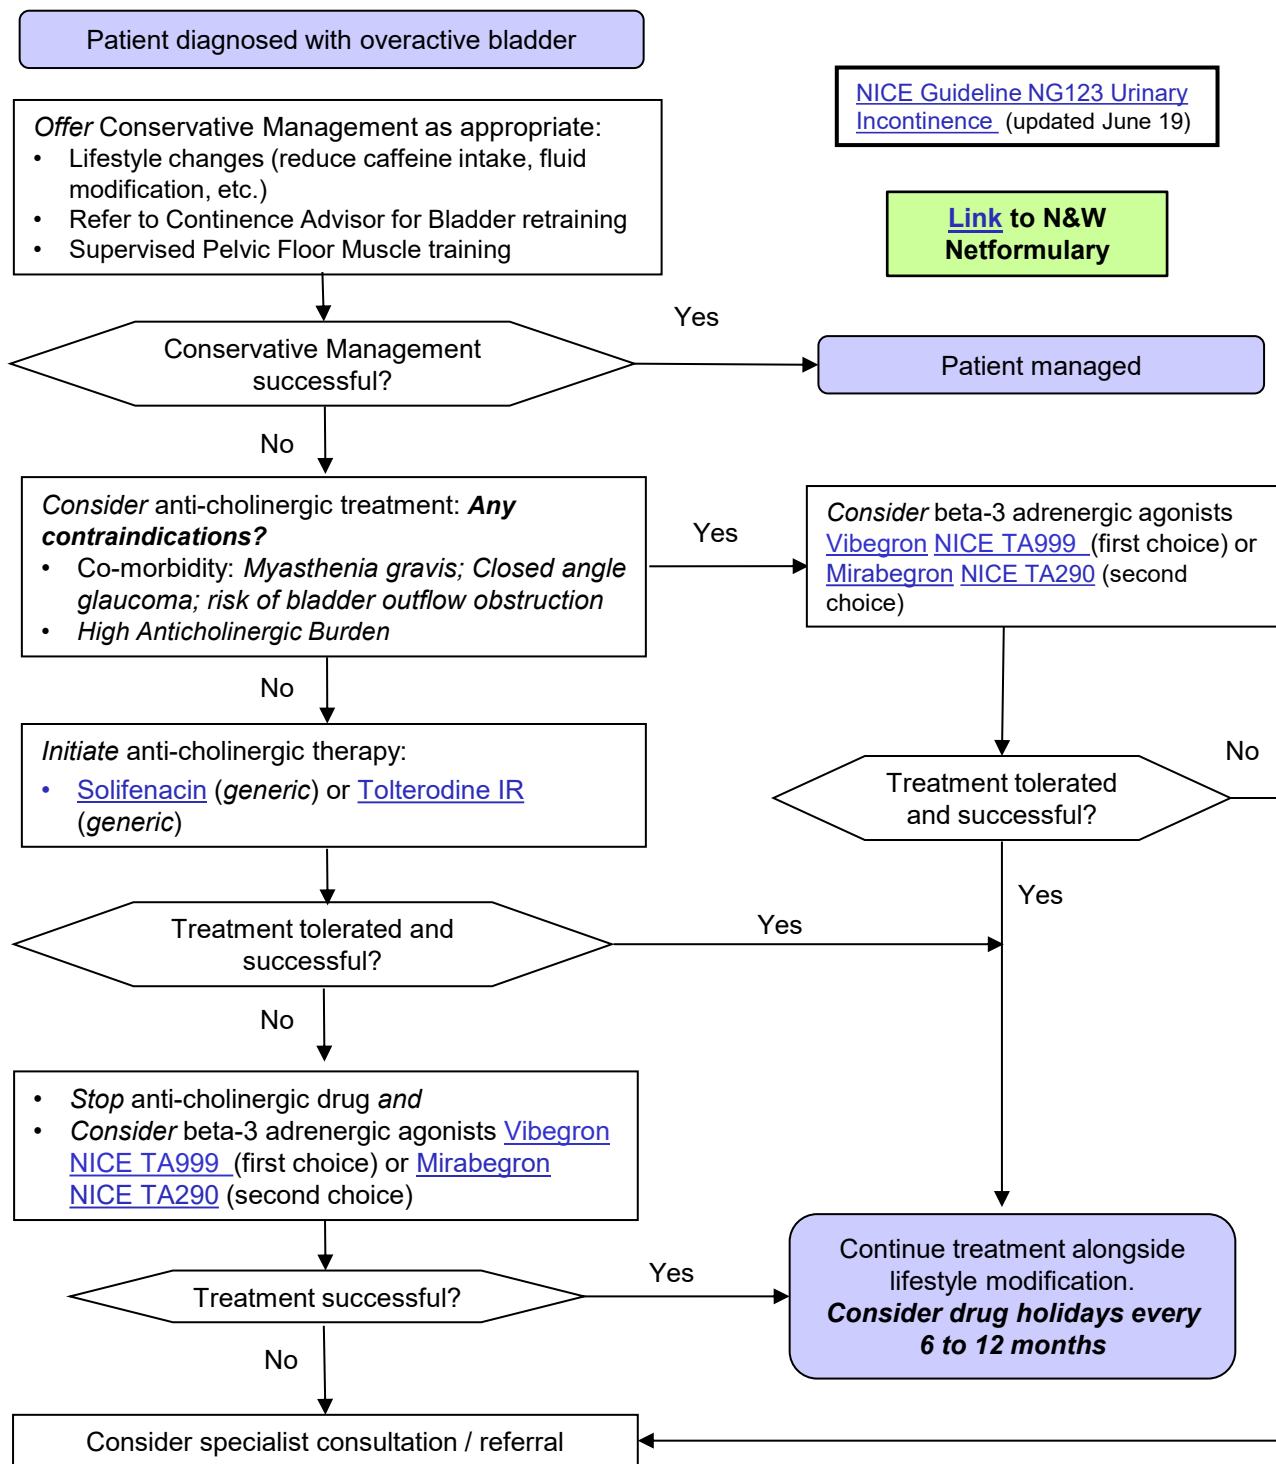 Patient diagnosed with overactive bladder
NICE Guideline NG123 Urinary
Incontinence (updated June 19)
Offer Conservative Management as appropriate:
• Lifestyle changes (reduce caffeine intake, fluid
modification, etc.)
• Refer to Continence Advisor for Bladder retraining
• Supervised Pelvic Floor Muscle training
Link to N&W
Netformulary
Conservative Management
successful?
Yes
Patient managed
No
Consider anti-cholinergic treatment: Any
contraindications?
• Co-morbidity: Myasthenia gravis; Closed angle
glaucoma; risk of bladder outflow obstruction
• High Anticholinergic Burden
Yes
Consider beta-3 adrenergic agonists
Vibegron NICE TA999 (first choice) or
Mirabegron NICE TA290 (second
choice)
No
Initiate anti-cholinergic therapy:
• Solifenacin (generic) or Tolterodine IR
(generic)
Treatment tolerated
and successful?
No
Yes
Treatment tolerated and
successful?
Yes
No
• Stop anti-cholinergic drug and
• Consider beta-3 adrenergic agonists Vibegron
NICE TA999 (first choice) or Mirabegron
NICE TA290 (second choice)
Treatment successful?
Yes
Continue treatment alongside
lifestyle modification.
Consider drug holidays every
6 to 12 months
No
Consider specialist consultation / referral